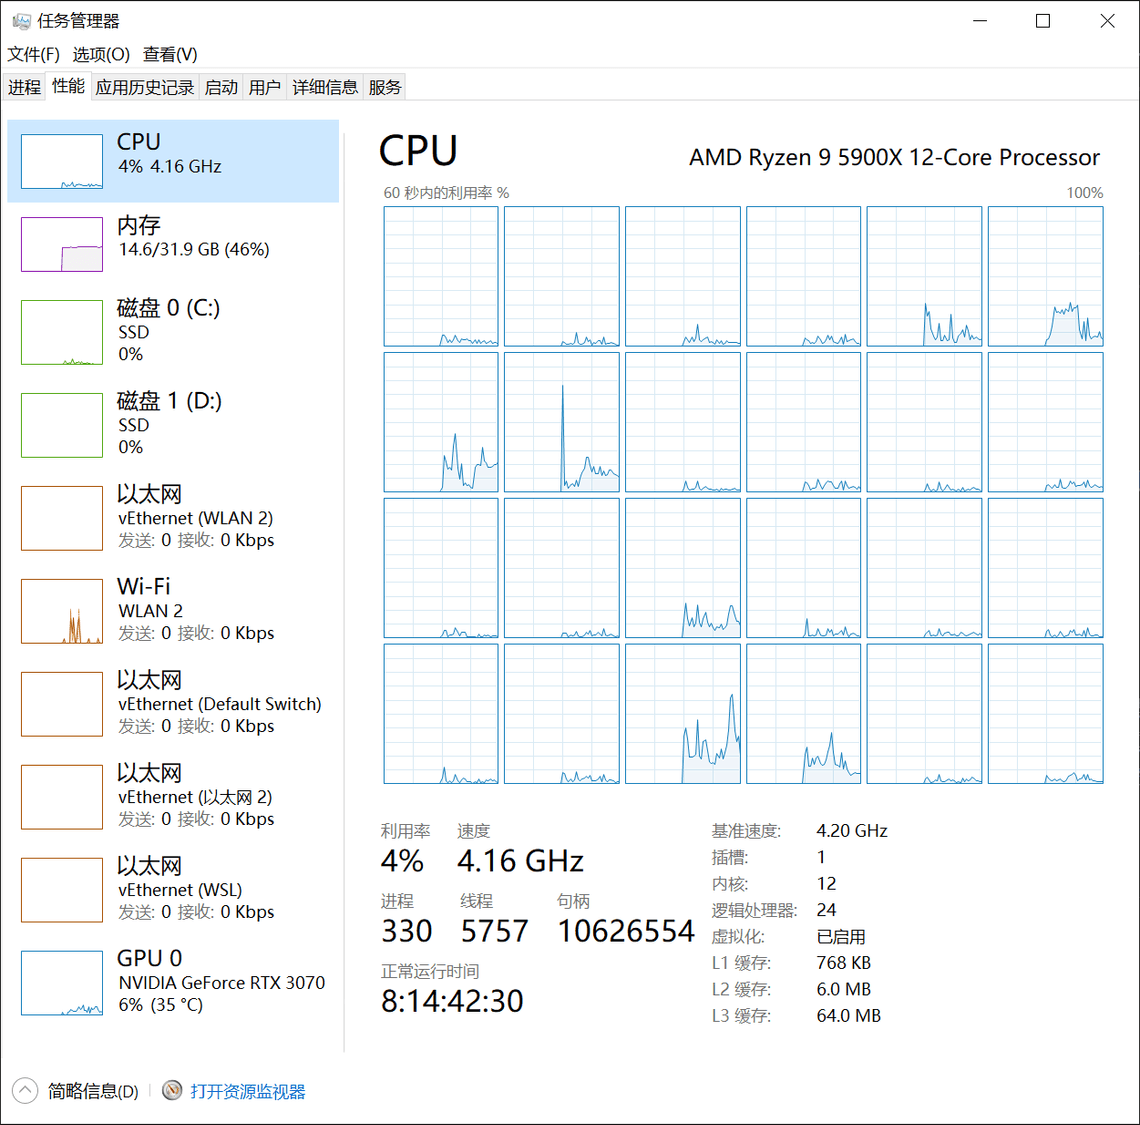 任务管理器
文件(F) 选项(O) 查看(V)
进程 性能 应用历史记录 启动 用户 详细信息 服务
CPU
4% 4.16 GHz
内存
14.6/31.9 GB (46%)
磁盘 0 (C:)
SSD
0%
磁盘 1 (D:)
SSD
0%
以太网
vEthernet (WLAN 2)
发送: 0 接收: 0 Kbps
Wi-Fi
WLAN 2
发送: 0 接收: 0 Kbps
以太网
vEthernet (Default Switch)
发送: 0 接收: 0 Kbps
以太网
vEthernet (以太网 2)
发送: 0 接收: 0 Kbps
以太网
vEthernet (WSL)
发送: 0 接收: 0 Kbps
GPU 0
NVIDIA GeForce RTX 3070
6% (35 °C)
CPU AMD Ryzen 9 5900X 12-Core Processor
60 秒内的利用率 % 100%
利用率 速度
4% 4.16 GHz
进程 线程 句柄
330 5757 10626554
正常运行时间
8:14:42:30
基准速度: 4.20 GHz
插槽: 1
内核: 12
逻辑处理器: 24
虚拟化: 已启用
L1 缓存: 768 KB
L2 缓存: 6.0 MB
L3 缓存: 64.0 MB
简略信息(D) 打开资源监视器